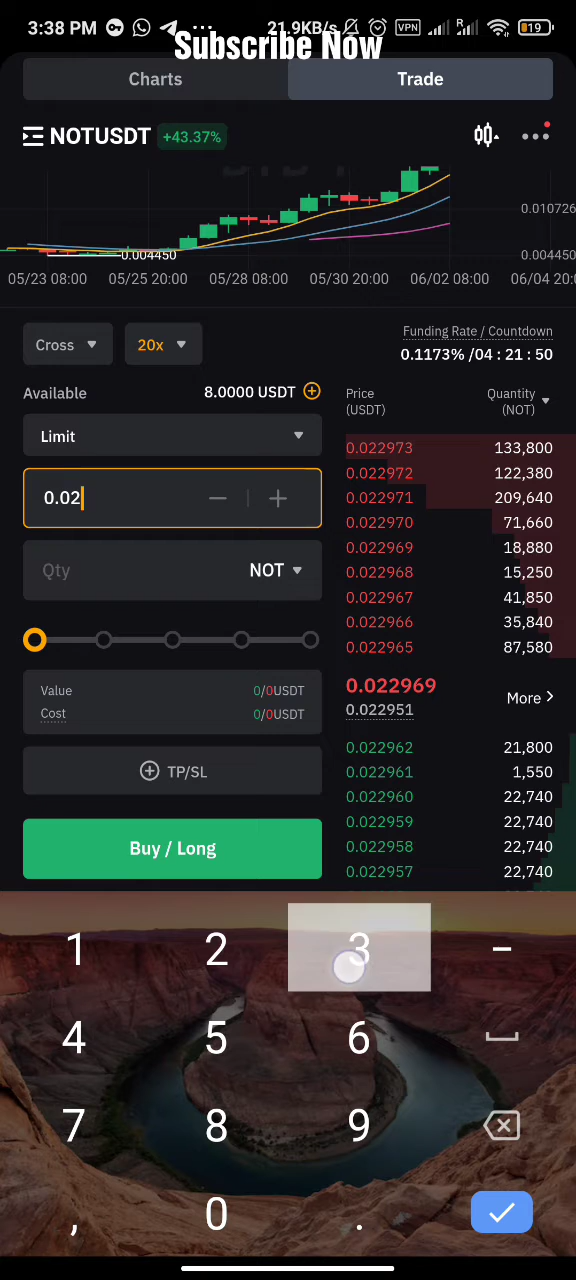 3:38 PM ... 21.9KB/s VPN R 19
Subscribe Now
Charts Trade
NOTUSDT +43.37%
0.010726
0.004450 0.004450
05/23 08:00 05/25 20:00 05/28 08:00 05/30 20:00 06/02 08:00 06/04 20:0
Cross 20x
Funding Rate / Countdown
0.1173% /04 : 21 : 50
Available 8.0000 USDT
Price Quantity
(USDT) (NOT)
Limit
0.02
Qty NOT
Value 0/0USDT
Cost 0/0USDT
TP/SL
Buy / Long
0.022973 133,800
0.022972 122,380
0.022971 209,640
0.022970 71,660
0.022969 18,880
0.022968 15,250
0.022967 41,850
0.022966 35,840
0.022965 87,580
0.022969
0.022951
More >
0.022962 21,800
0.022961 1,550
0.022960 22,740
0.022959 22,740
0.022958 22,740
0.022957 22,740
1 2 3 -
4 5 6
7 8 9
, 0 .